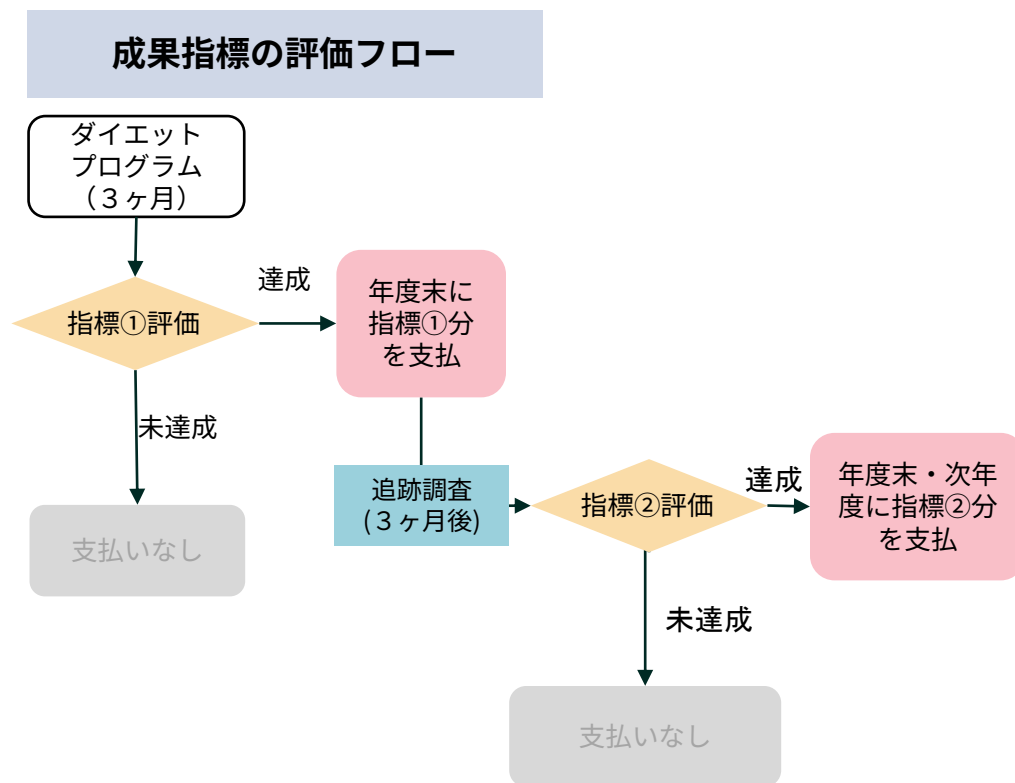 成果指標の評価フロー
ダイエット
プログラム
（３ヶ月）
指標①評価
達成
年度末に
指標①分
を支払
未達成
支払いなし
追跡調査
(３ヶ月後)
指標②評価
達成
年度末・次年
度に指標②分
を支払
未達成
支払いなし